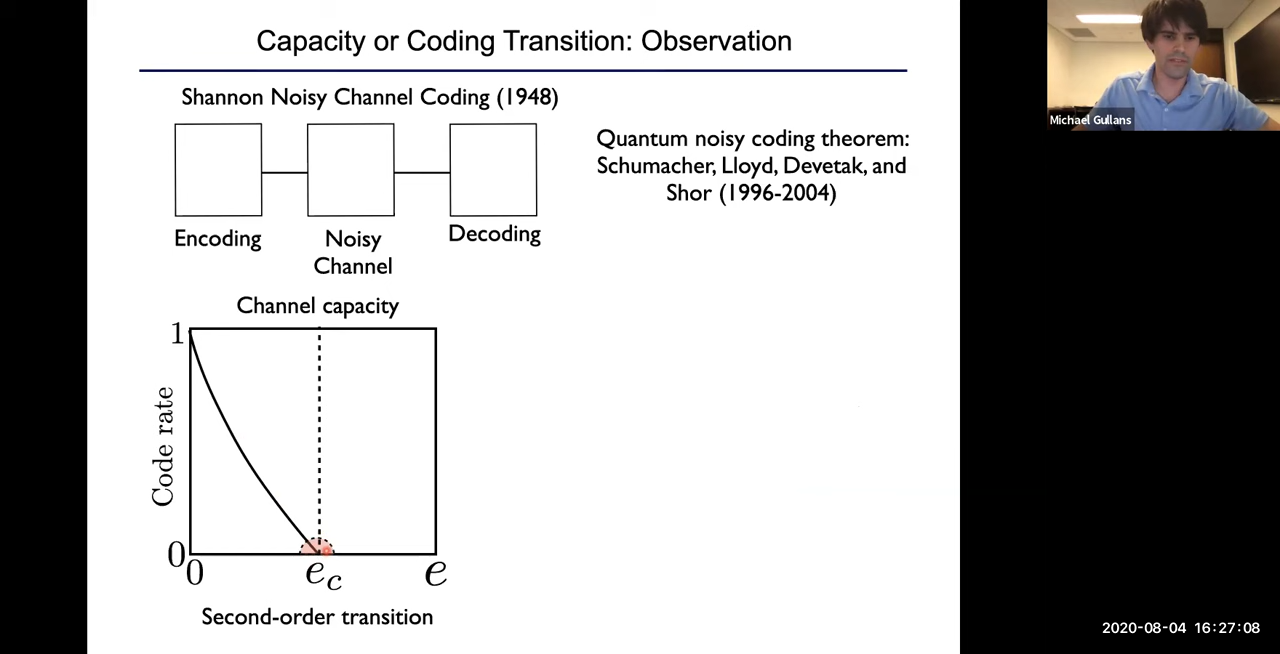 Capacity or Coding Transition: Observation
Shannon Noisy Channel Coding (1948)
Encoding
Noisy
Channel
Decoding
Quantum noisy coding theorem:
Schumacher, Lloyd, Devetak, and
Shor (1996-2004)
Channel capacity
1
Code rate
0
0
e_c
e
Second-order transition
Michael Gullans
2020-08-04 16:27:08